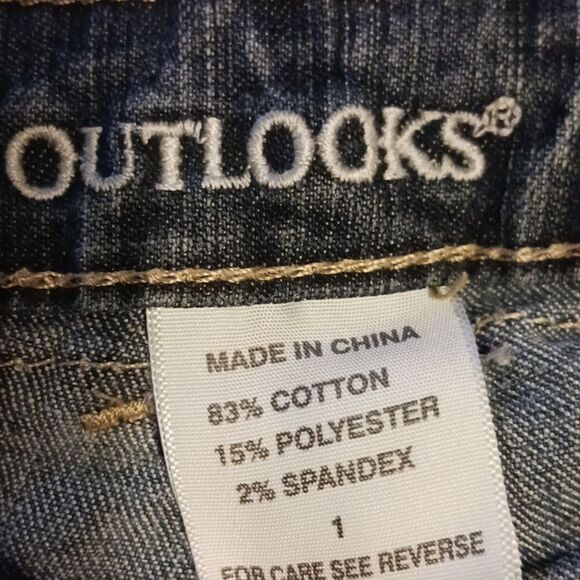 OUTLOOKS®
MADE IN CHINA
83% COTTON
15% POLYESTER
2% SPANDEX
1
FOR CARE SEE REVERSE